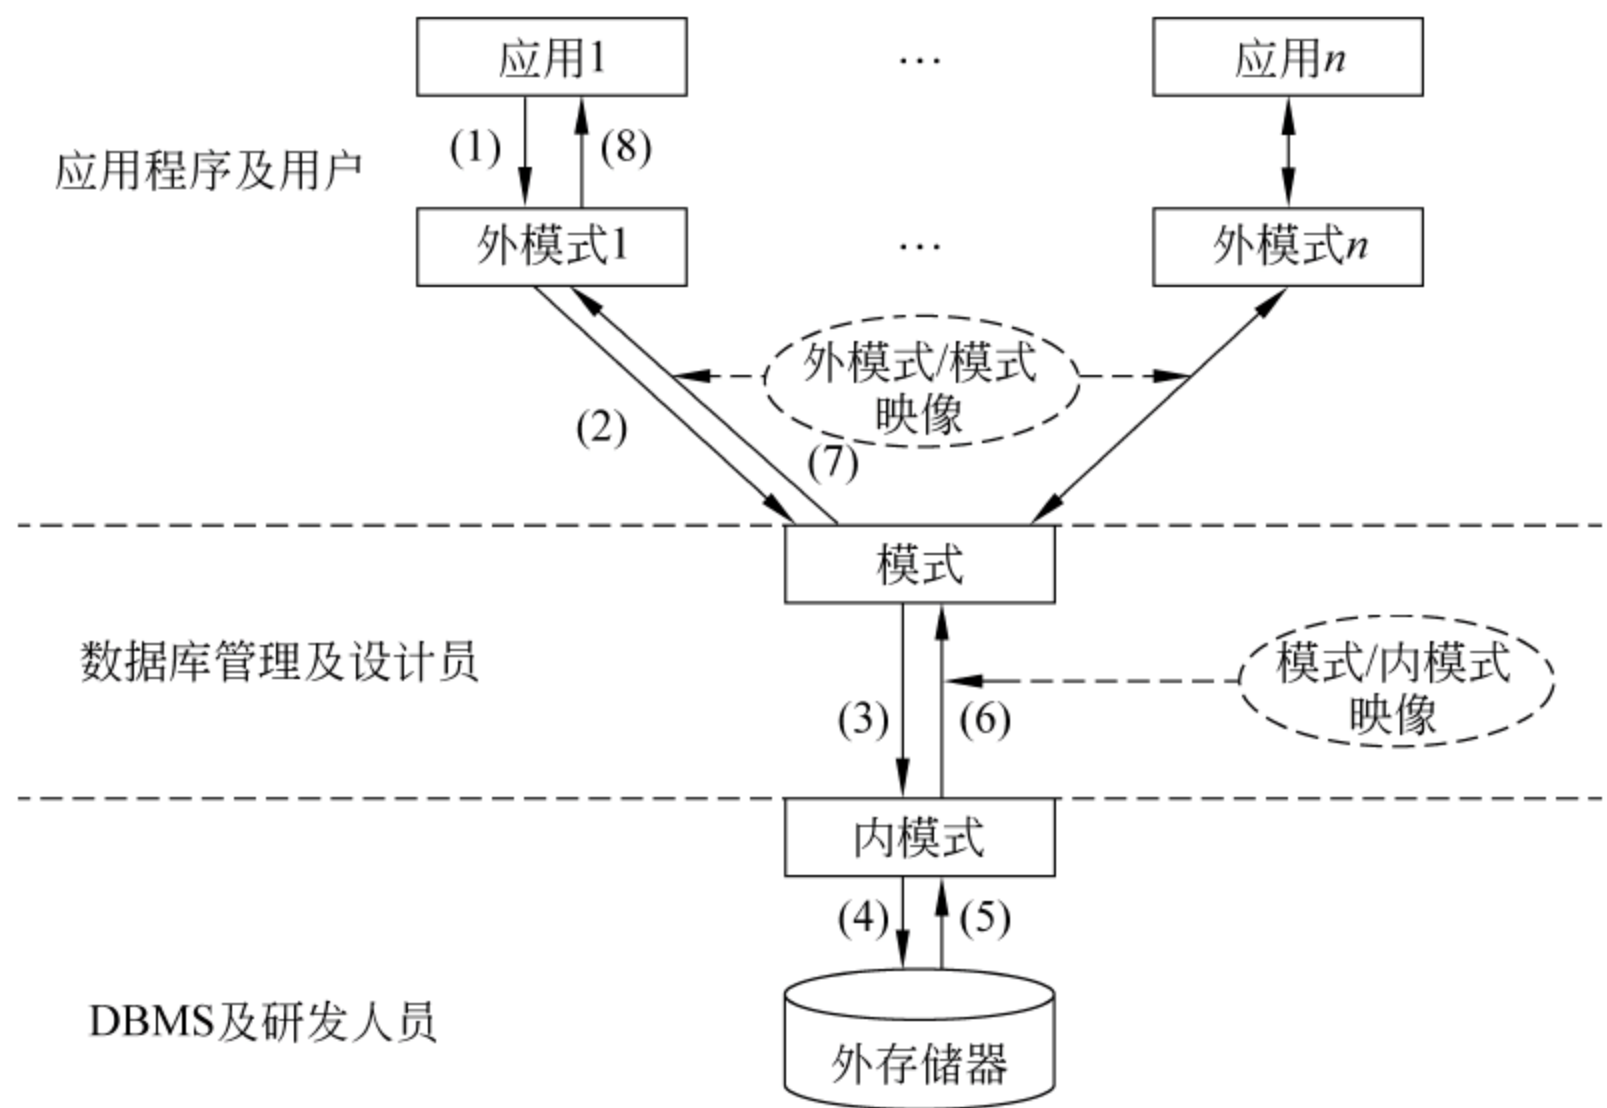 应用1
…
应用n
(1)
(8)
应用程序及用户
外模式1
…
外模式n
外模式/模式
映像
(2)
(7)
模式
数据库管理及设计员
模式/内模式
映像
(3)
(6)
内模式
(4)
(5)
DBMS及研发人员
外存储器